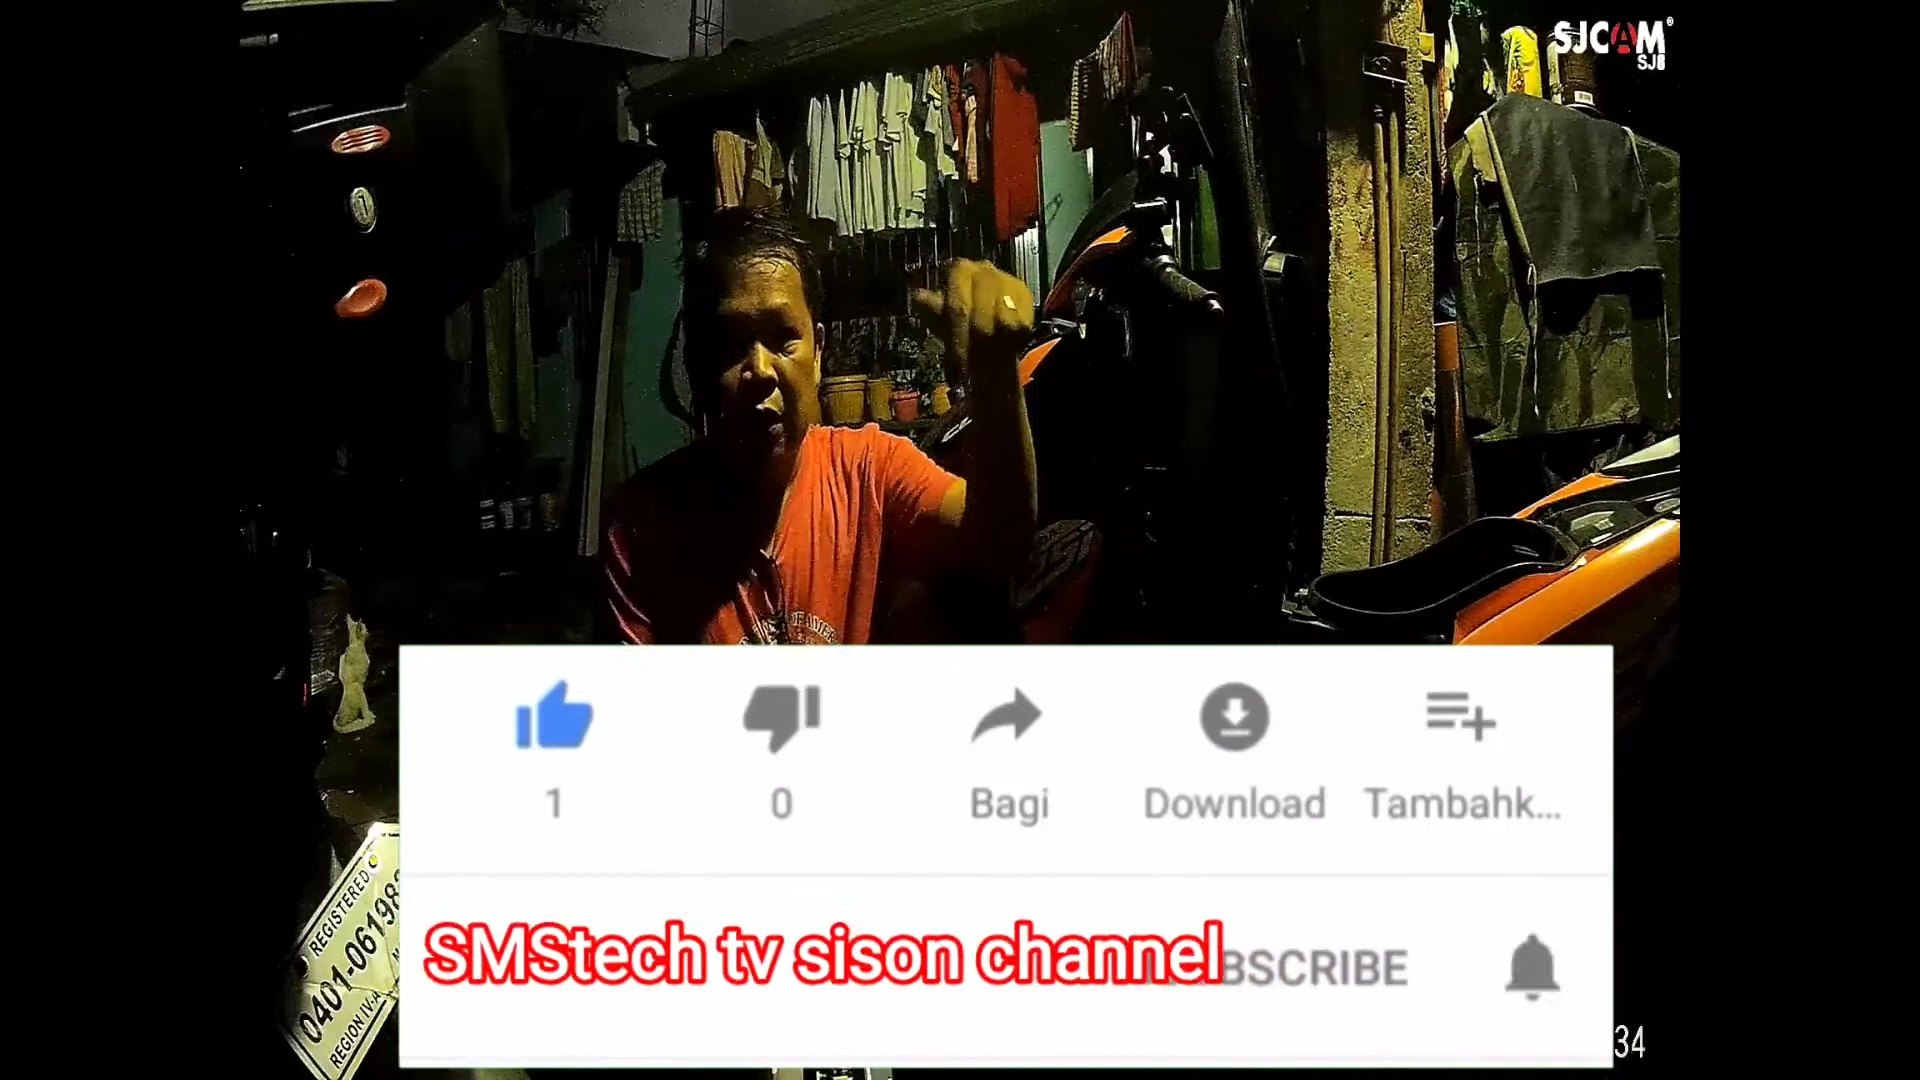 SJCAM®
SJ8
1
0
Bagi
Download
Tambahk...
SMStech tv sison channel
BSCRIBE
REGISTERED
0401-06198
REGION IV-A
34